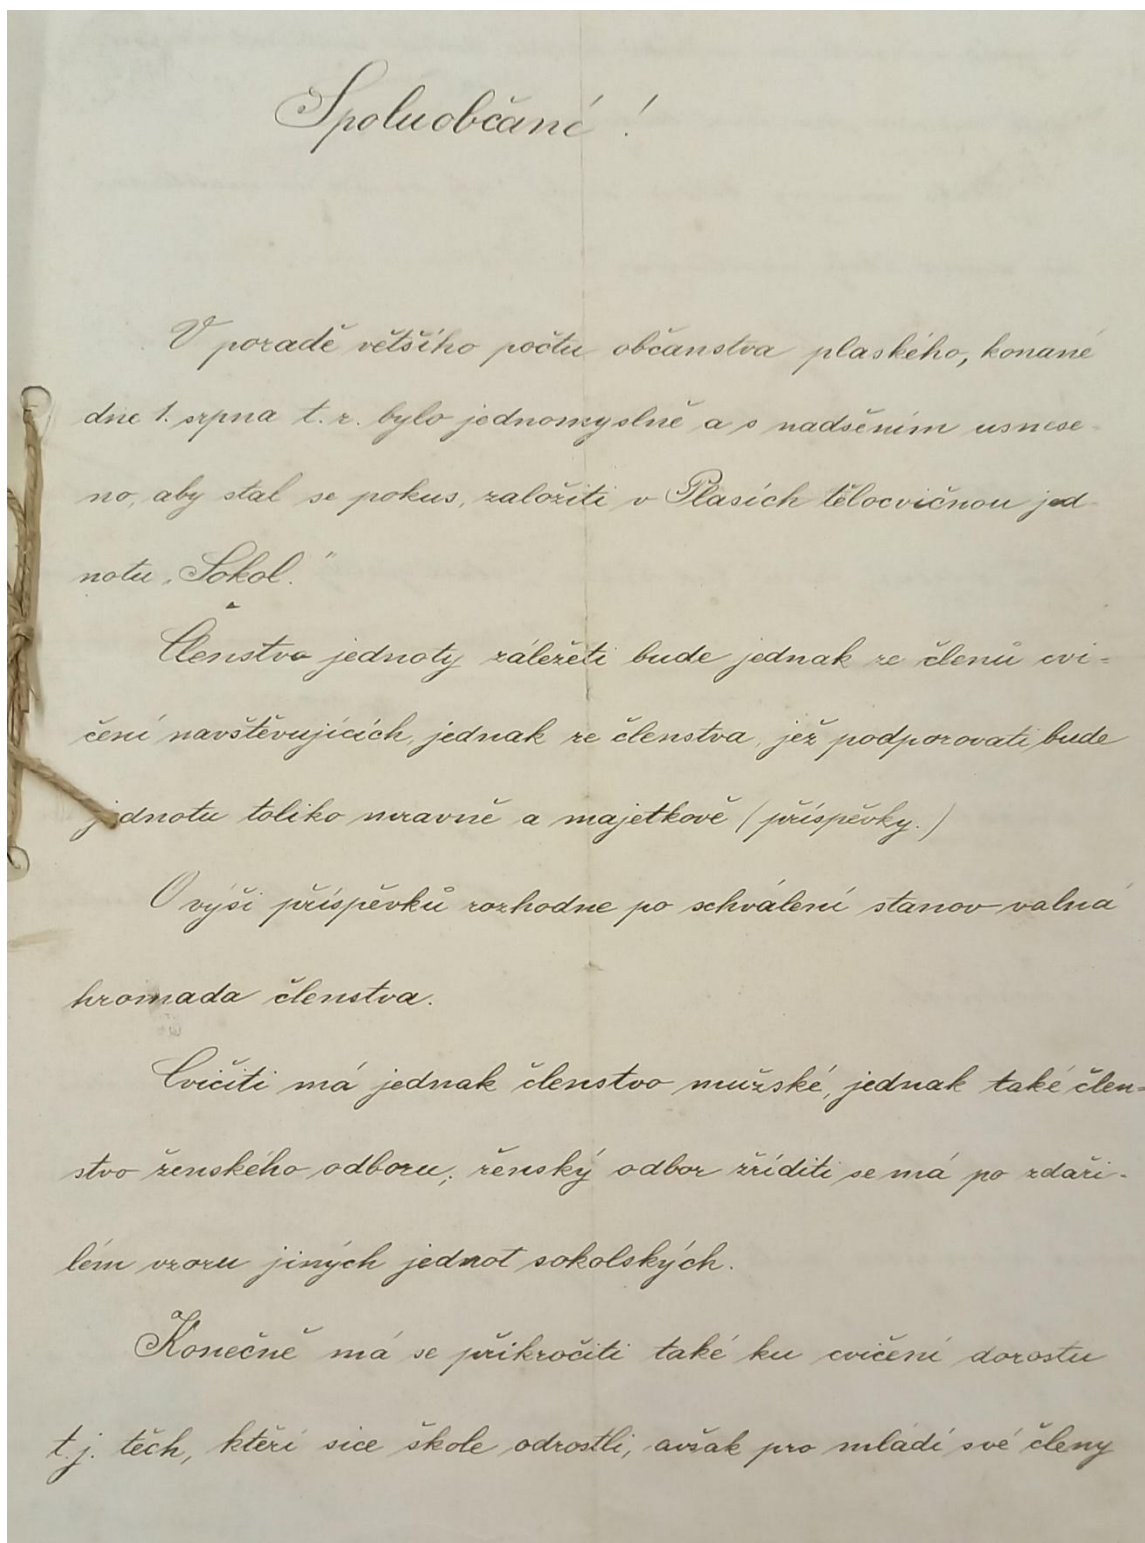 Spoluobčané!
V poradě většího počtu občanstva plaského, konané
dne 1. srpna t. r. bylo jednomyslně a s nadšením usnese-
no, aby stal se pokus, založiti v Plasích tělocvičnou jed-
notu „Sokol.“
Členstvo jednoty záležeti bude jednak ze členů cvi=
čení navštěvujících, jednak ze členstva, jež podporovati bude
jednotu toliko mravně a majetkově (příspěvky.)
O výši příspěvků rozhodne po schválení stanov valná
hromada členstva.
Cvičiti má jednak členstvo mužské, jednak také člen=
stvo ženského odboru; ženský odbor zříditi se má po zdaři-
lém vzoru jiných jednot sokolských.
Konečně má se přikročiti také ku cvičení dorostu
t. j. těch, kteří sice škole odrostli, avšak pro mládí své členy